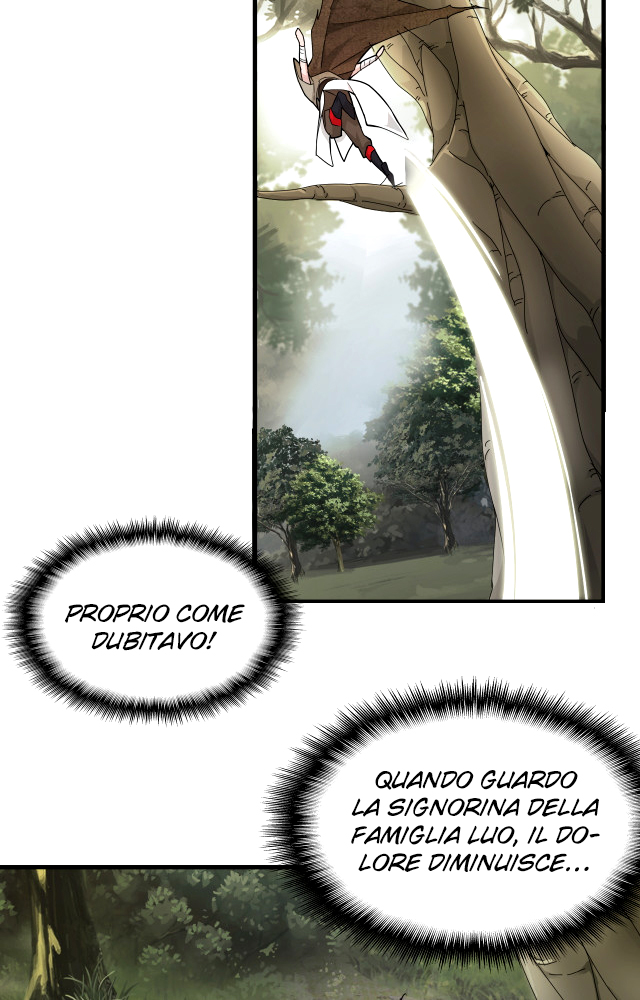 PROPRIO COME
DUBITAVO!
QUANDO GUARDO
LA SIGNORINA DELLA
FAMIGLIA LUO, IL DO-
LORE DIMINUISCE...